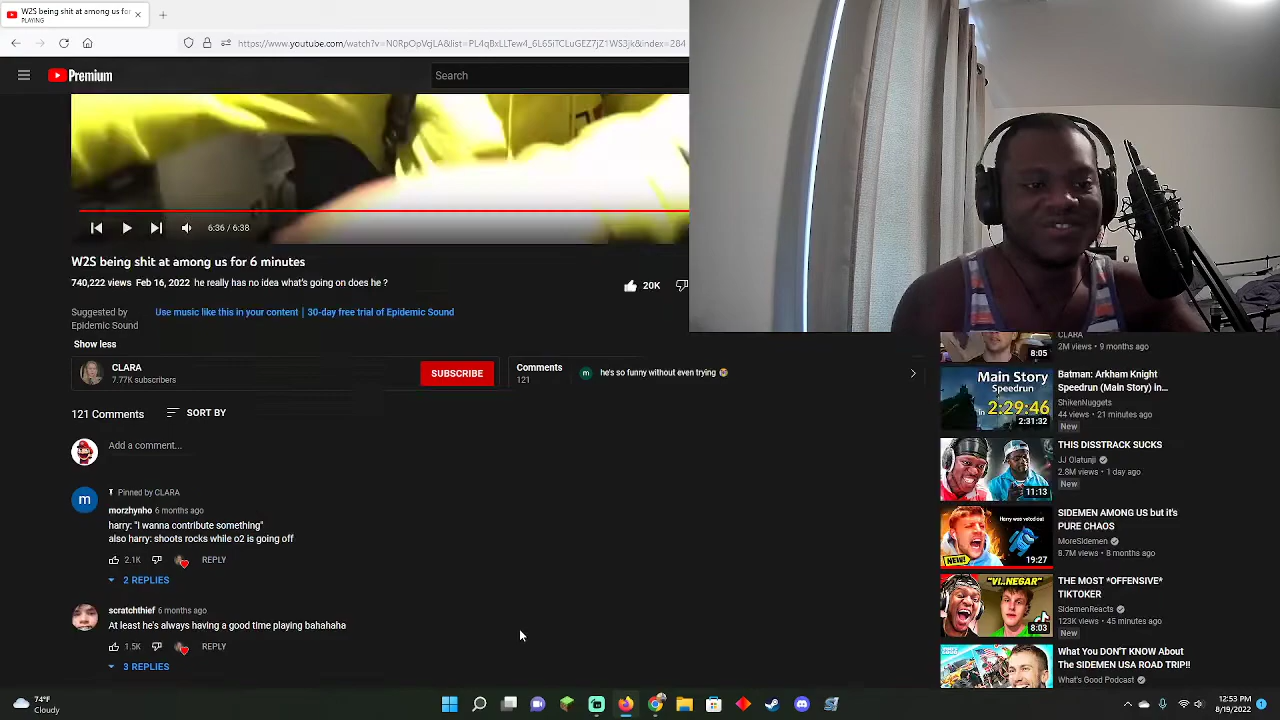 W2S being shit at among us for
PLAYING
https://www.youtube.com/watch?v=N0RpOpVqjLA&list=PL4qBxLLTew4_6L6SiTCLuGEZ7jZ1WS3jk&index=284
Premium
Search
6:36 / 6:38
W2S being shit at among us for 6 minutes
740,222 views Feb 16, 2022 he really has no idea what's going on does he ?
20K
Suggested by
Epidemic Sound
Use music like this in your content | 30-day free trial of Epidemic Sound
Show less
CLARA
7.77K subscribers
SUBSCRIBE
Comments
121
m
he's so funny without even trying
121 Comments
SORT BY
Add a comment...
m
Pinned by CLARA
morzhynho 6 months ago
harry: "I wanna contribute something"
also harry: shoots rocks while o2 is going off
2.1K
REPLY
2 REPLIES
scratchthief 6 months ago
At least he's always having a good time paying bahahaha
1.5K
REPLY
3 REPLIES
CLARA
2M views • 9 months ago
8:05
Main Story
Speedrun
in 2:29:46
2:31:32
Batman: Arkham Knight
Speedrun (Main Story) in...
ShikenNuggets
44 views • 21 minutes ago
New
11:13
THIS DISSTRACK SUCKS
JJ Olatunji
2.8M views • 1 day ago
New
Harry was voted out
NEW!
19:27
SIDEMEN AMONG US but it's
PURE CHAOS
MoreSidemen
8.7M views • 8 months ago
"VI..NEGAR"
8:03
THE MOST *OFFENSIVE*
TIKTOKER
SidemenReacts
123K views • 45 minutes ago
New
What You DON'T KNOW About
The SIDEMEN USA ROAD TRIP!!
What's Good Podcast
74°F
Cloudy
12:53 PM
8/19/2022
1